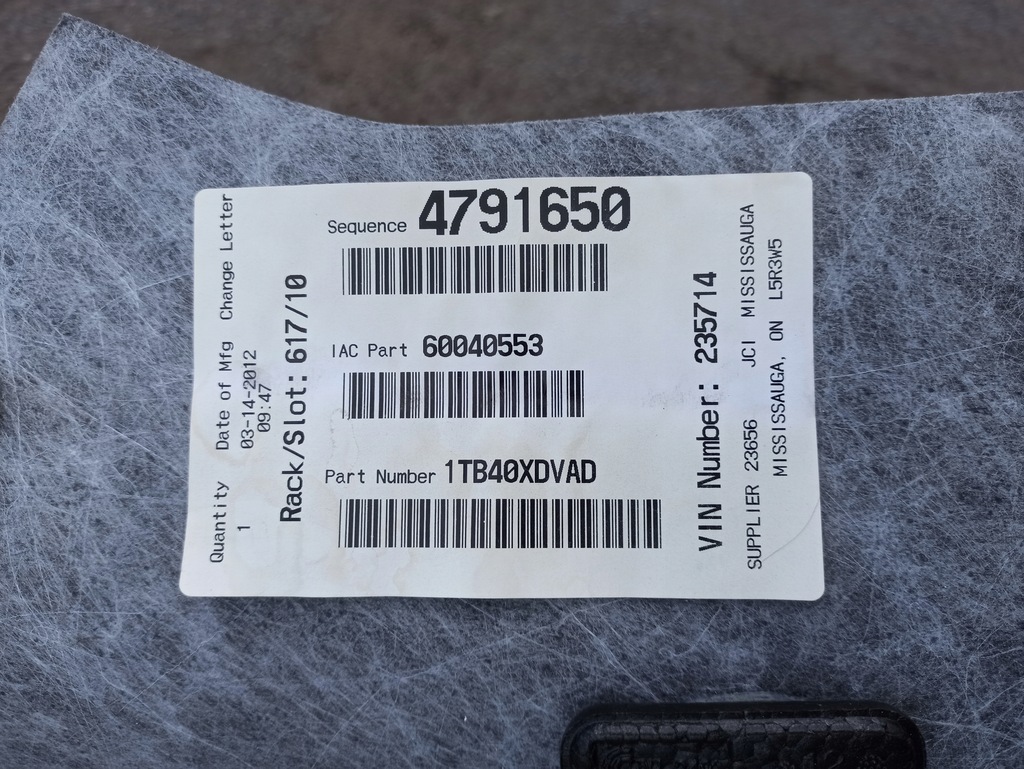 Sequence 4791650
IAC Part 60040553
Part Number 1TB40XDVAD
Quantity Date of Mfg Change Letter
1 03-14-2012
09:47
Rack/Slot: 617/10
VIN Number: 235714
SUPPLIER 23656 JCI MISSISSAUGA
MISSISSAUGA, ON L5R3W5